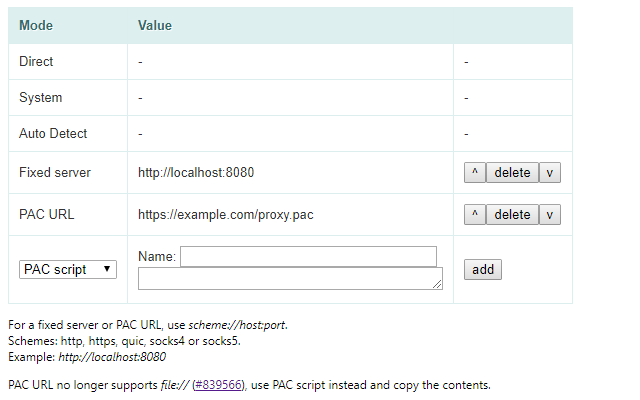 Mode Value
Direct - -
System - -
Auto Detect - -
Fixed server http://localhost:8080 ^ delete v
PAC URL https://example.com/proxy.pac ^ delete v
Name:
PAC script add
For a fixed server or PAC URL, use scheme://host:port.
Schemes: http, https, quic, socks4 or socks5.
Example: http://localhost:8080
PAC URL no longer supports file:// (#839566), use PAC script instead and copy the contents.